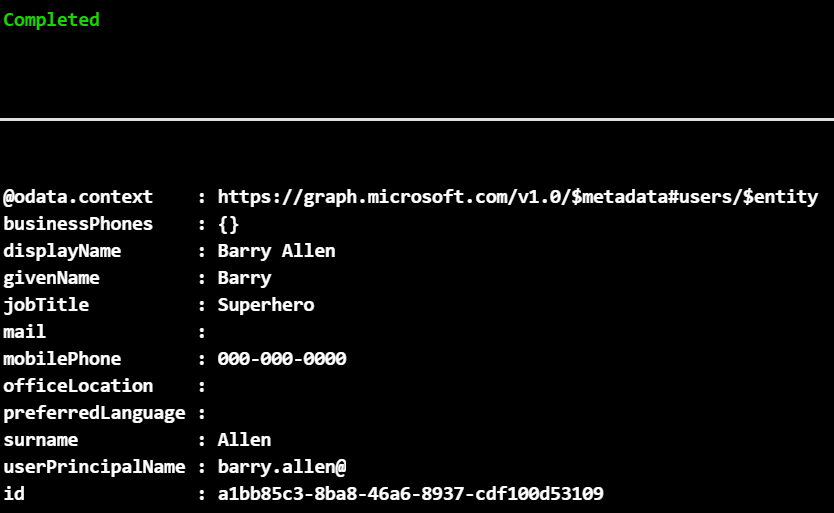 Completed
@odata.context : https://graph.microsoft.com/v1.0/$metadata#users/$entity
businessPhones : {}
displayName : Barry Allen
givenName : Barry
jobTitle : Superhero
mail :
mobilePhone : 000-000-0000
officeLocation :
preferredLanguage :
surname : Allen
userPrincipalName : barry.allen@
id : a1bb85c3-8ba8-46a6-8937-cdf100d53109